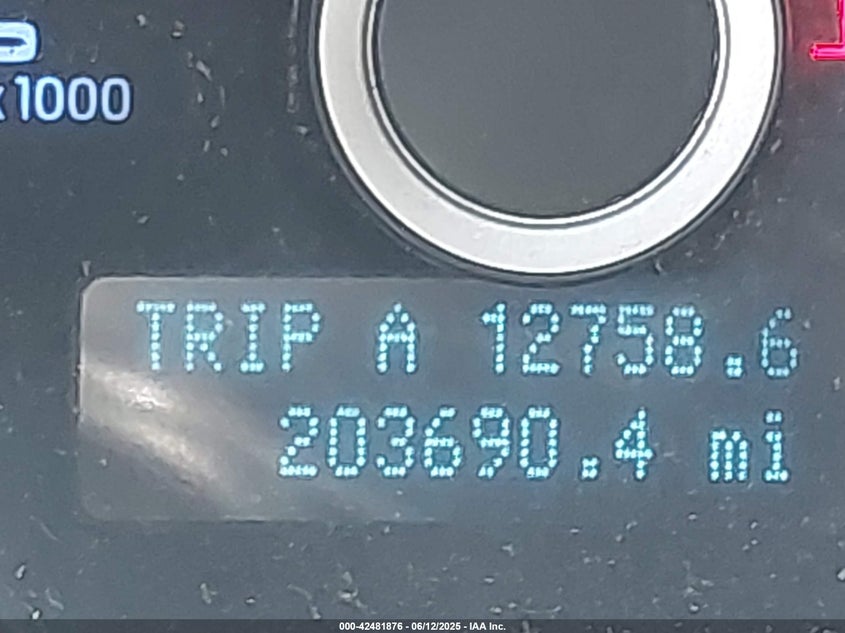 x1000
TRIP A 12758.6
203690.4 mi
000-42481876 - 06/12/2025 - IAA Inc.